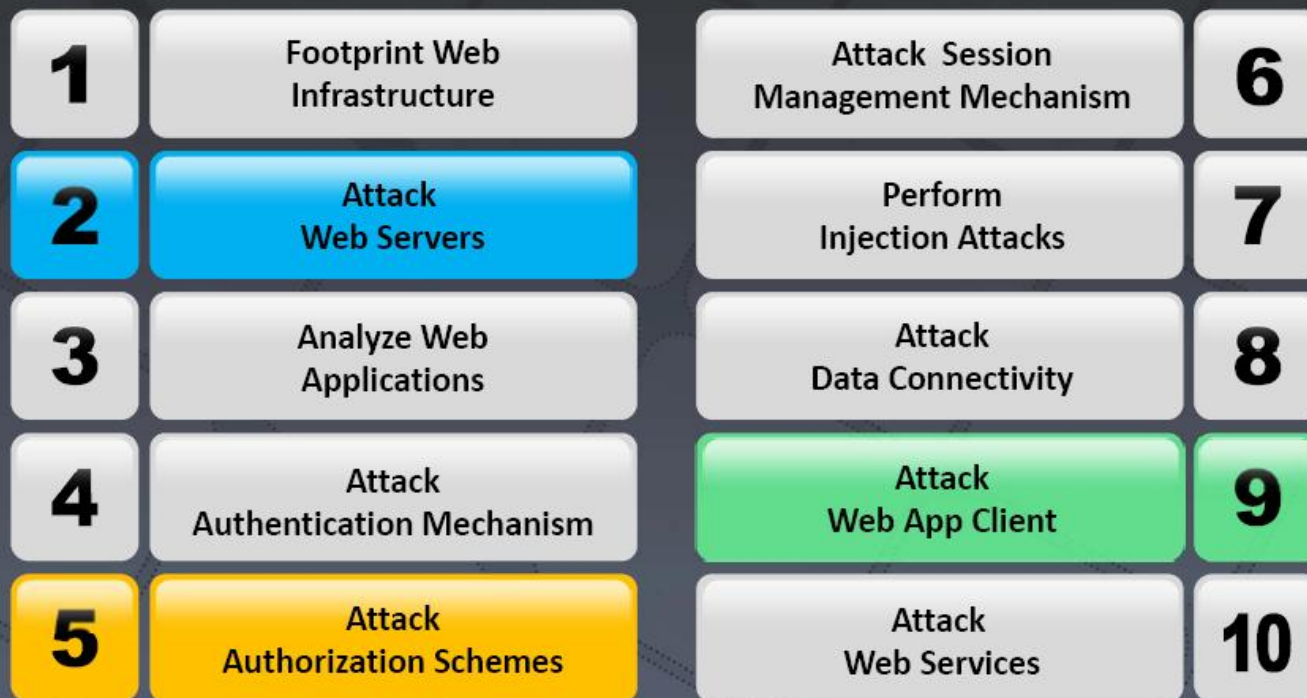 1
Footprint Web
Infrastructure
2
Attack
Web Servers
3
Analyze Web
Applications
4
Attack
Authentication Mechanism
5
Attack
Authorization Schemes
Attack Session
Management Mechanism
6
Perform
Injection Attacks
7
Attack
Data Connectivity
8
Attack
Web App Client
9
Attack
Web Services
10